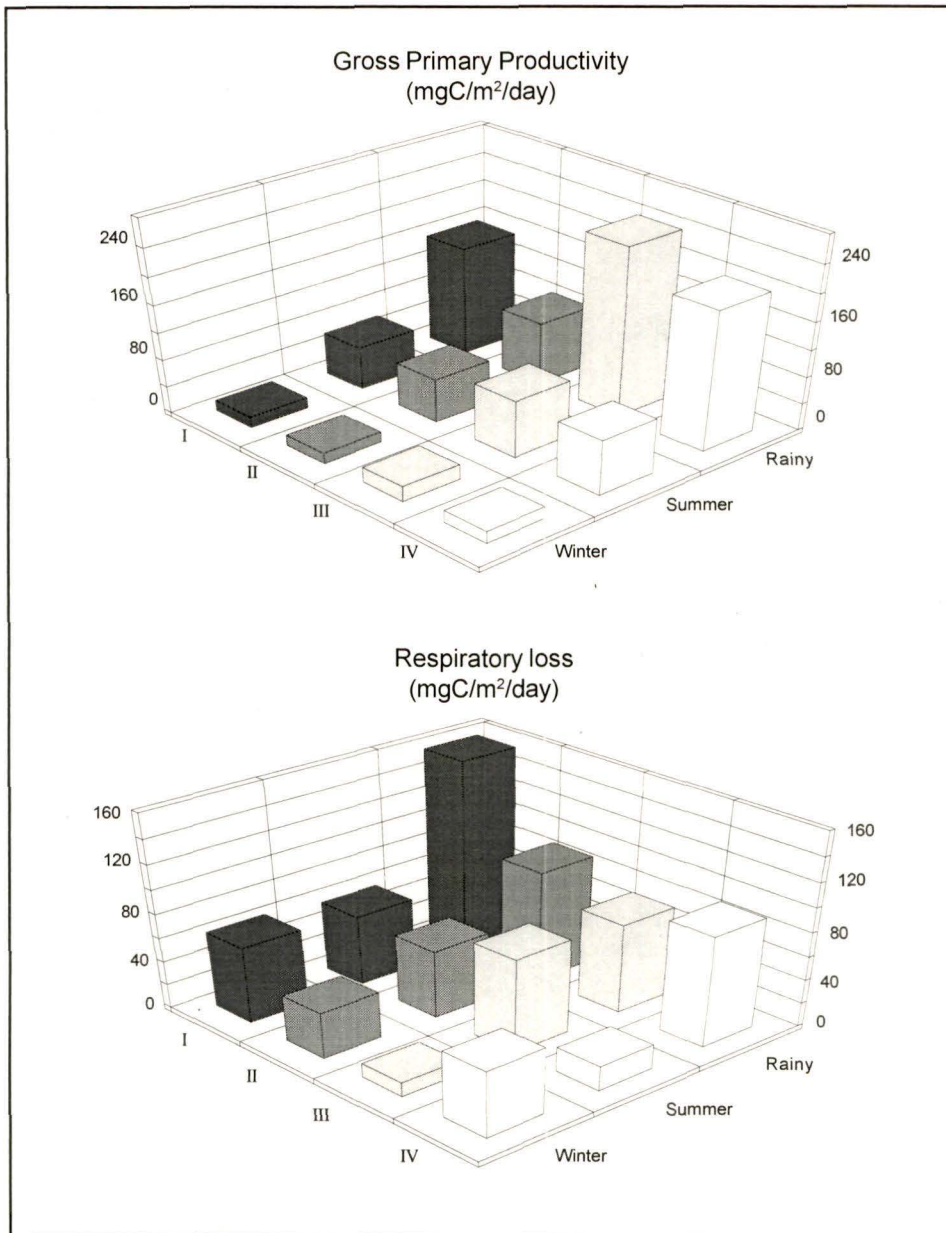 Gross Primary Productivity
(mgC/m²/day)
240
160
80
0
240
160
80
0
I
II
III
IV
Winter
Summer
Rainy
Respiratory loss
(mgC/m²/day)
160
120
80
40
0
160
120
80
40
0
I
II
III
IV
Winter
Summer
Rainy